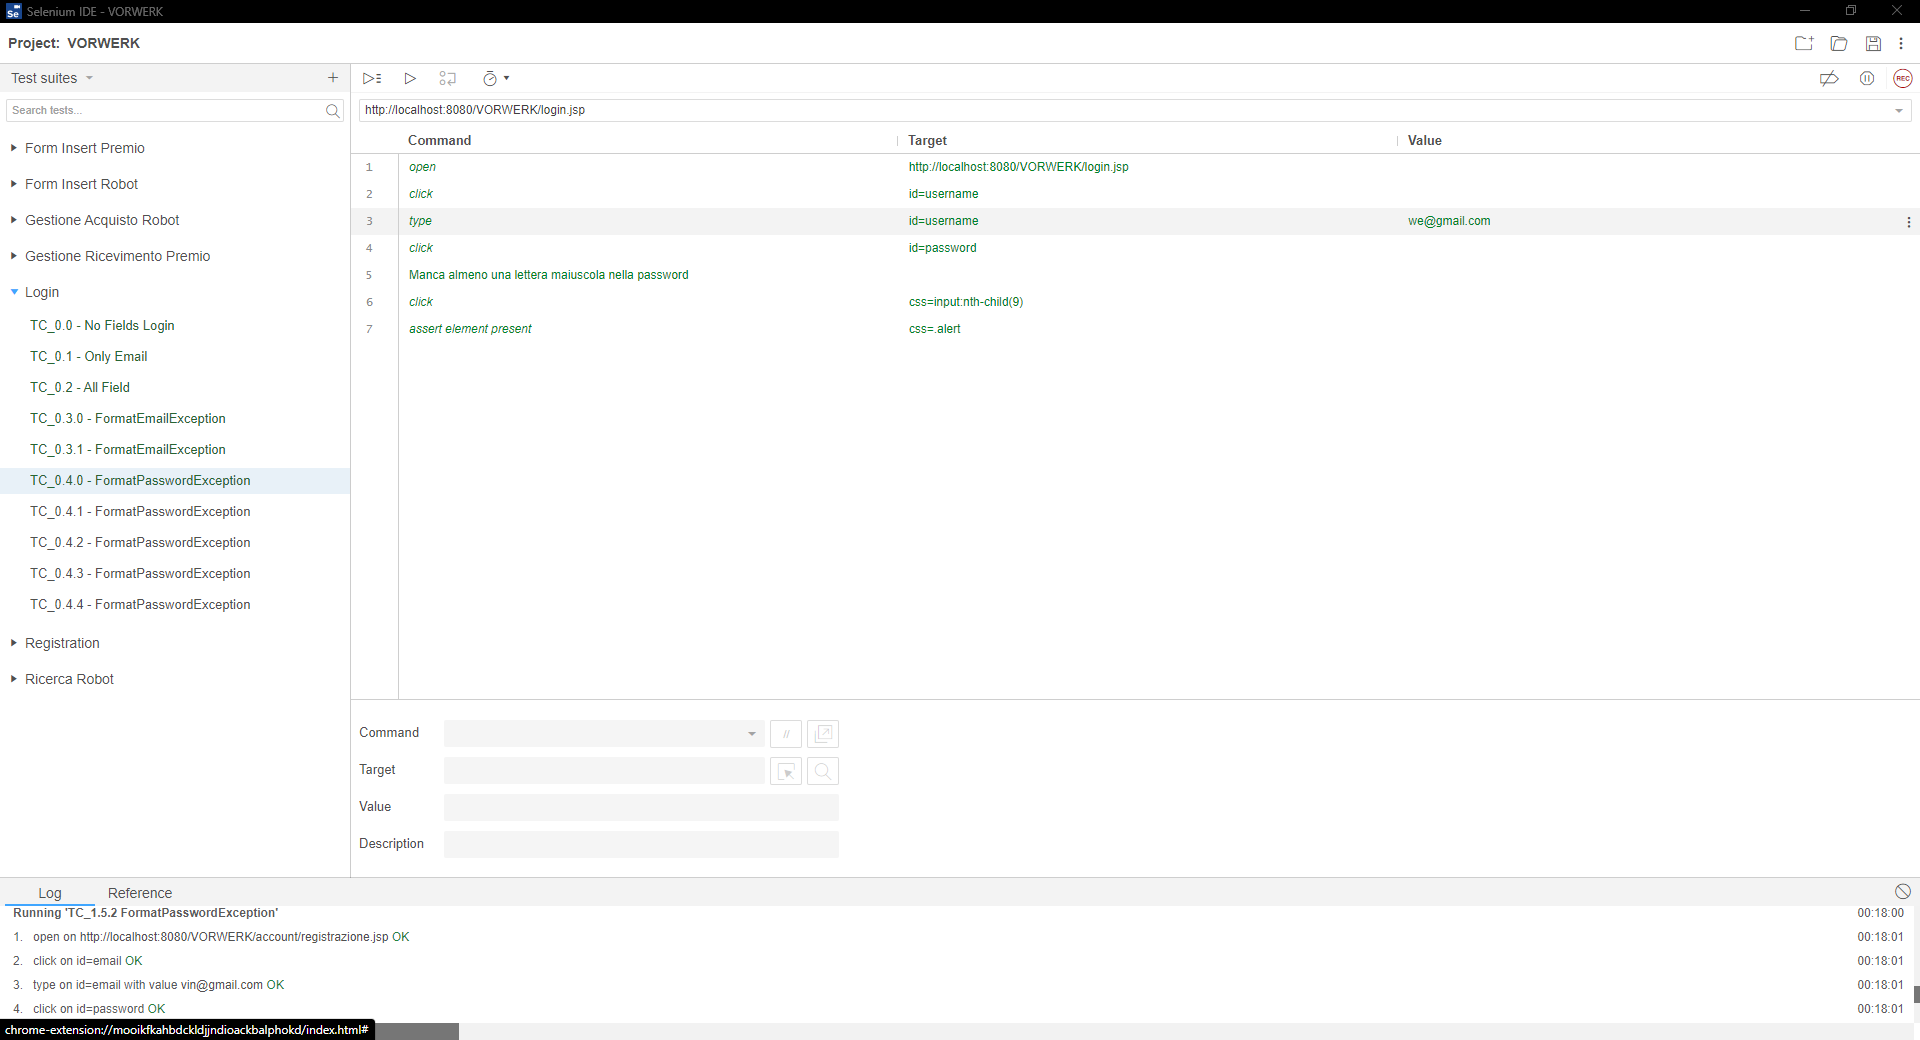 Selenium IDE - VORWERK
Project: VORWERK
Test suites
Search tests...
Form Insert Premio
Form Insert Robot
Gestione Acquisto Robot
Gestione Ricevimento Premio
Login
TC_0.0 - No Fields Login
TC_0.1 - Only Email
TC_0.2 - All Field
TC_0.3.0 - FormatEmailException
TC_0.3.1 - FormatEmailException
TC_0.4.0 - FormatPasswordException
TC_0.4.1 - FormatPasswordException
TC_0.4.2 - FormatPasswordException
TC_0.4.3 - FormatPasswordException
TC_0.4.4 - FormatPasswordException
Registration
Ricerca Robot
REC
http://localhost:8080/VORWERK/login.jsp
Command Target Value
1 open http://localhost:8080/VORWERK/login.jsp
2 click id=username
3 type id=username we@gmail.com
4 click id=password
5 Manca almeno una lettera maiuscola nella password
6 click css=input:nth-child(9)
7 assert element present css=.alert
Command //
Target
Value
Description
Log Reference
Running 'TC_1.5.2 FormatPasswordException' 00:18:00
1. open on http://localhost:8080/VORWERK/account/registrazione.jsp OK 00:18:01
2. click on id=email OK 00:18:01
3. type on id=email with value vin@gmail.com OK 00:18:01
4. click on id=password OK 00:18:01
chrome-extension://mooikfkahbdckldjjndioackbalphokd/index.html#